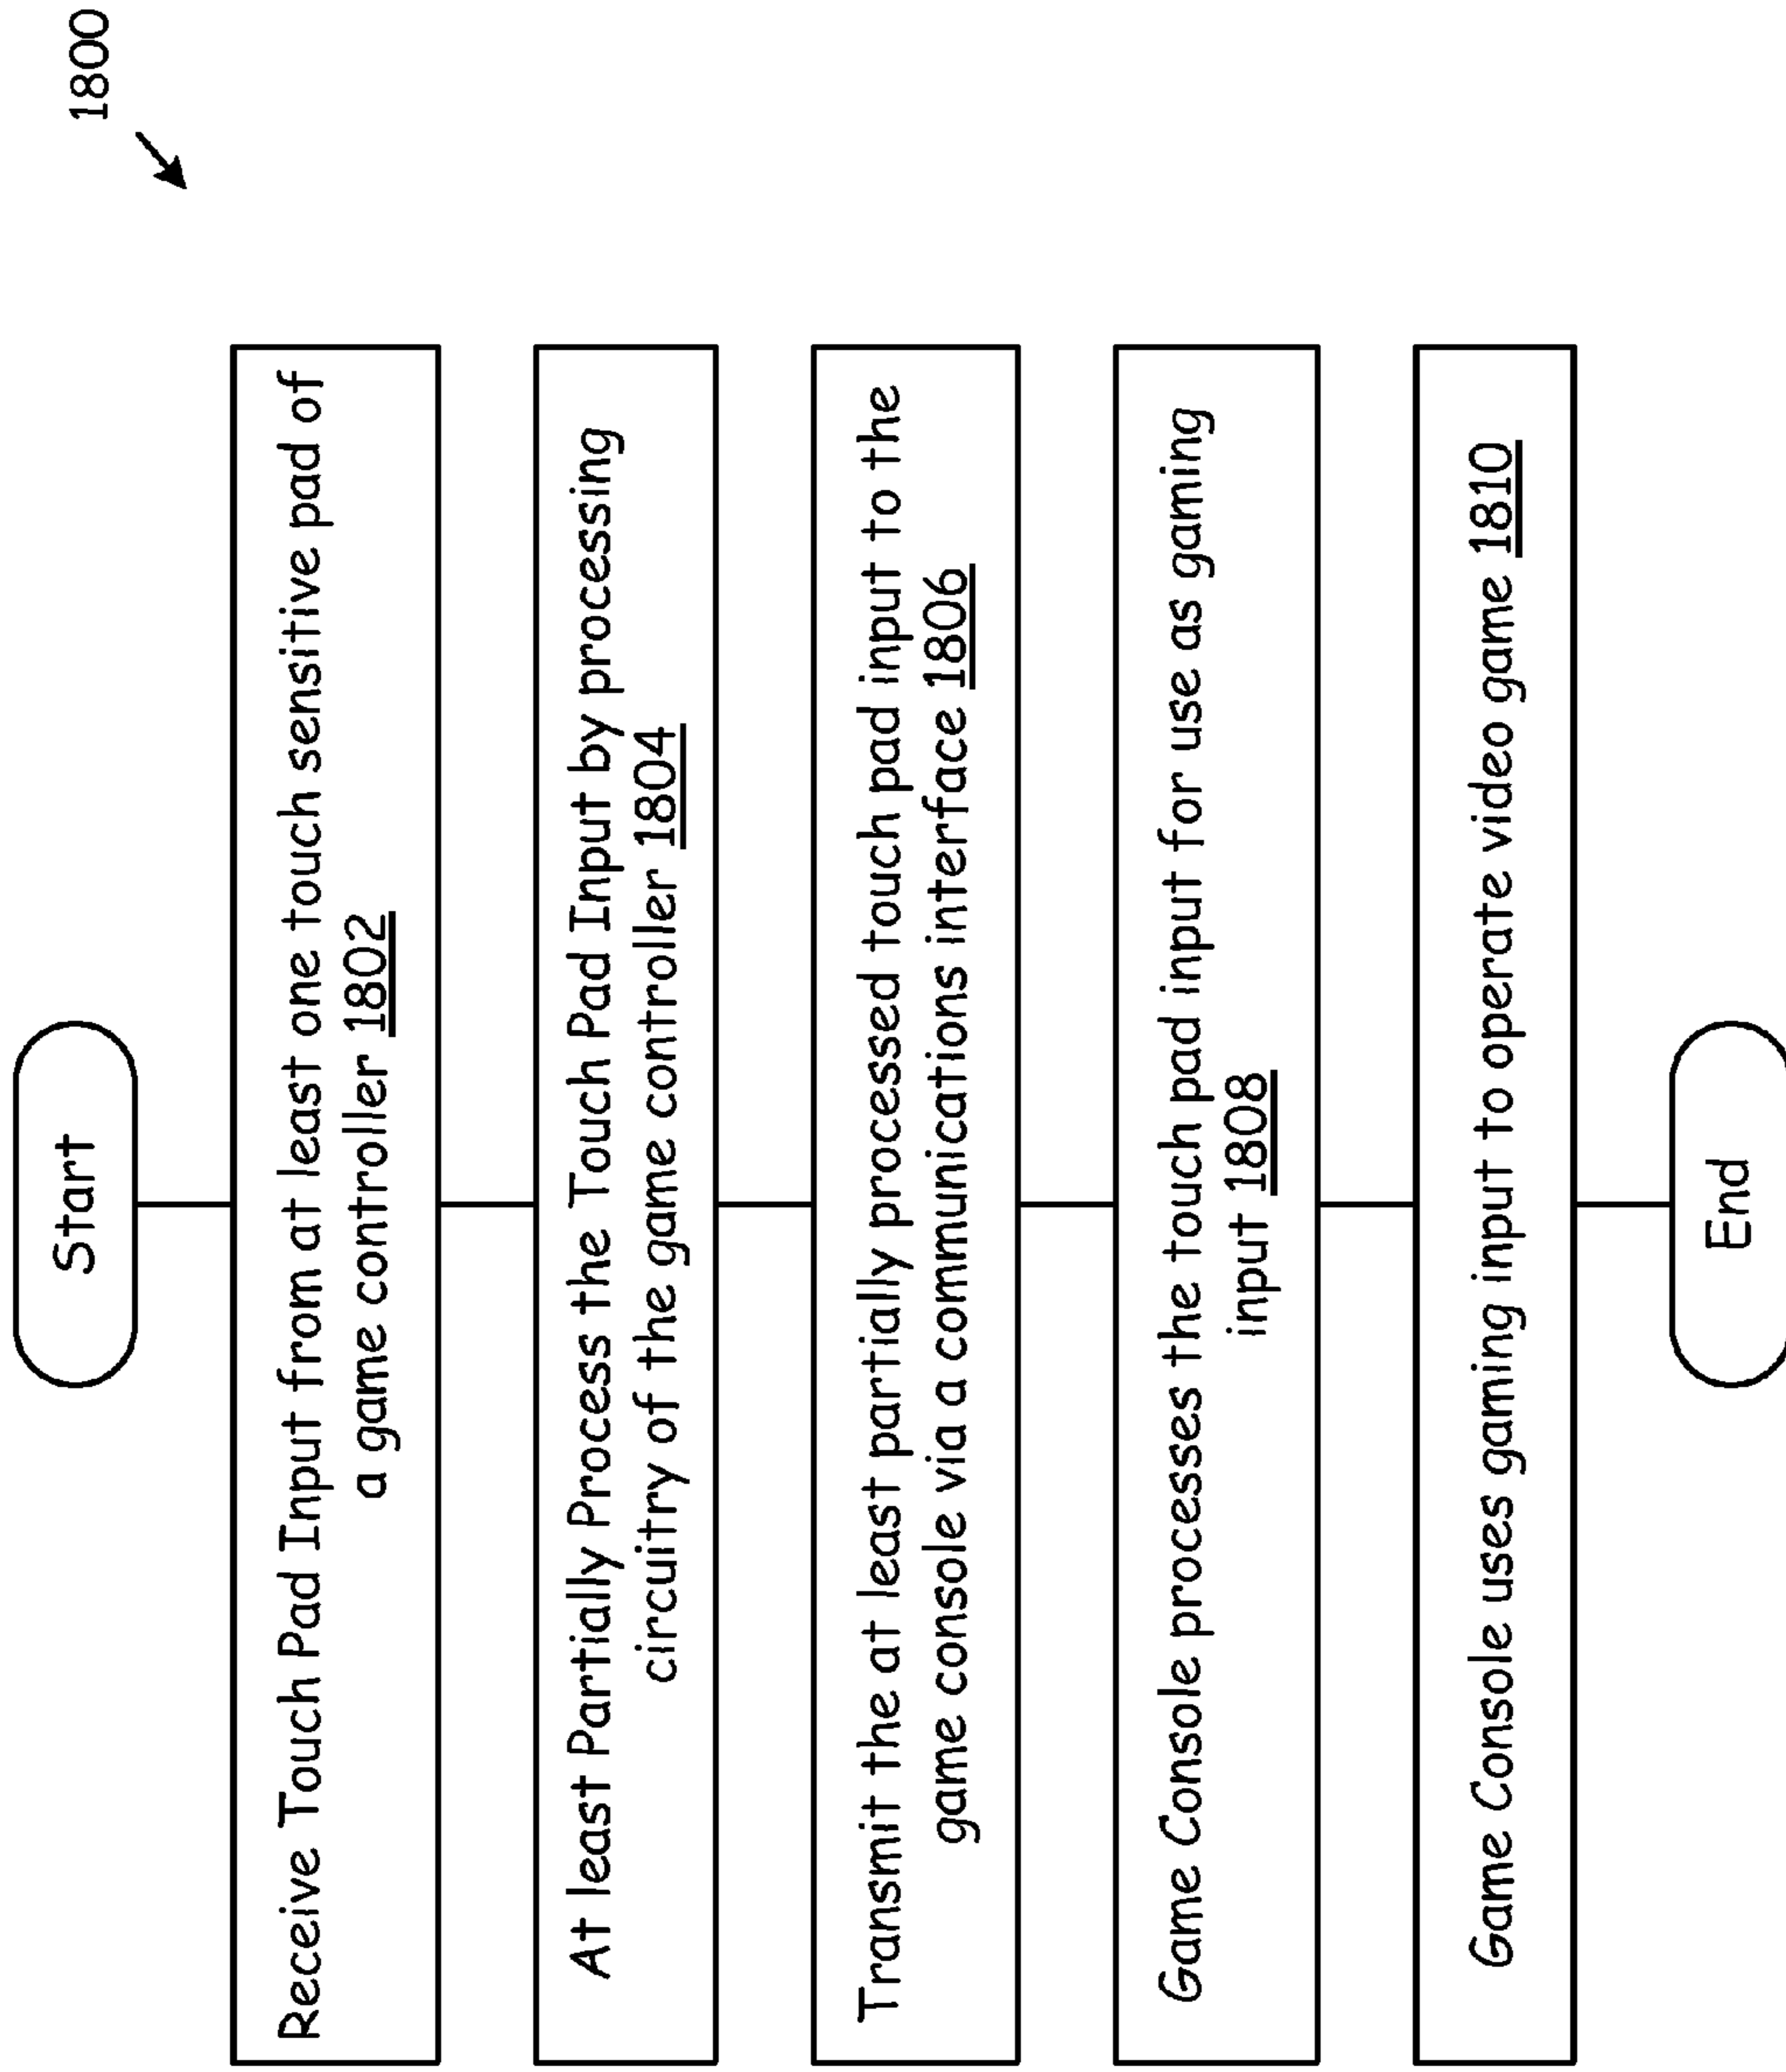 1800
Start
Receive Touch Pad Input from at least one touch sensitive pad of
a game controller 1802
At least Partially Process the Touch Pad Input by processing
circuitry of the game controller 1804
Transmit the at least partially processed touch pad input to the
game console via a communications interface 1806
Game Console processes the touch pad input for use as gaming
input 1808
Game Console uses gaming input to operate video game 1810
End